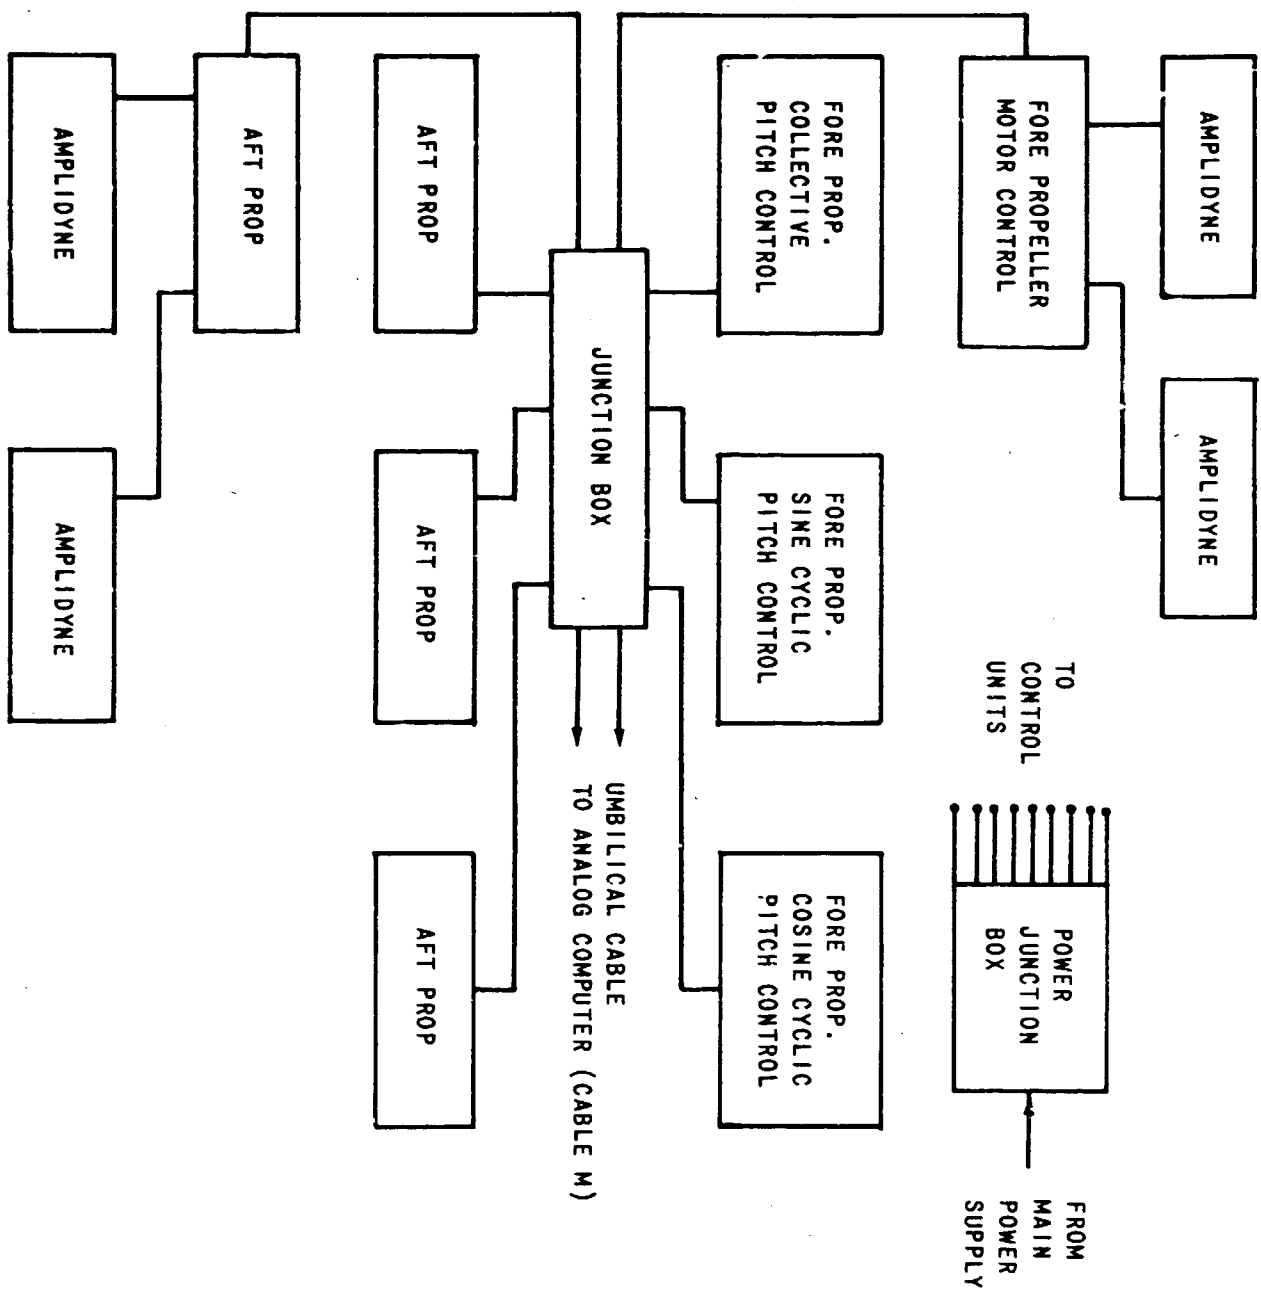 AMPLIDYNE
AMPLIDYNE
FORE PROPELLER
MOTOR CONTROL
TO
CONTROL
UNITS
POWER
JUNCTION
BOX
FROM
MAIN
POWER
SUPPLY
FORE PROP.
COLLECTIVE
PITCH CONTROL
FORE PROP.
SINE CYCLIC
PITCH CONTROL
FORE PROP.
COSINE CYCLIC
PITCH CONTROL
JUNCTION BOX
UMBILICAL CABLE
TO ANALOG COMPUTER (CABLE M)
AFT PROP
AFT PROP
AFT PROP
AFT PROP
AMPLIDYNE
AMPLIDYNE